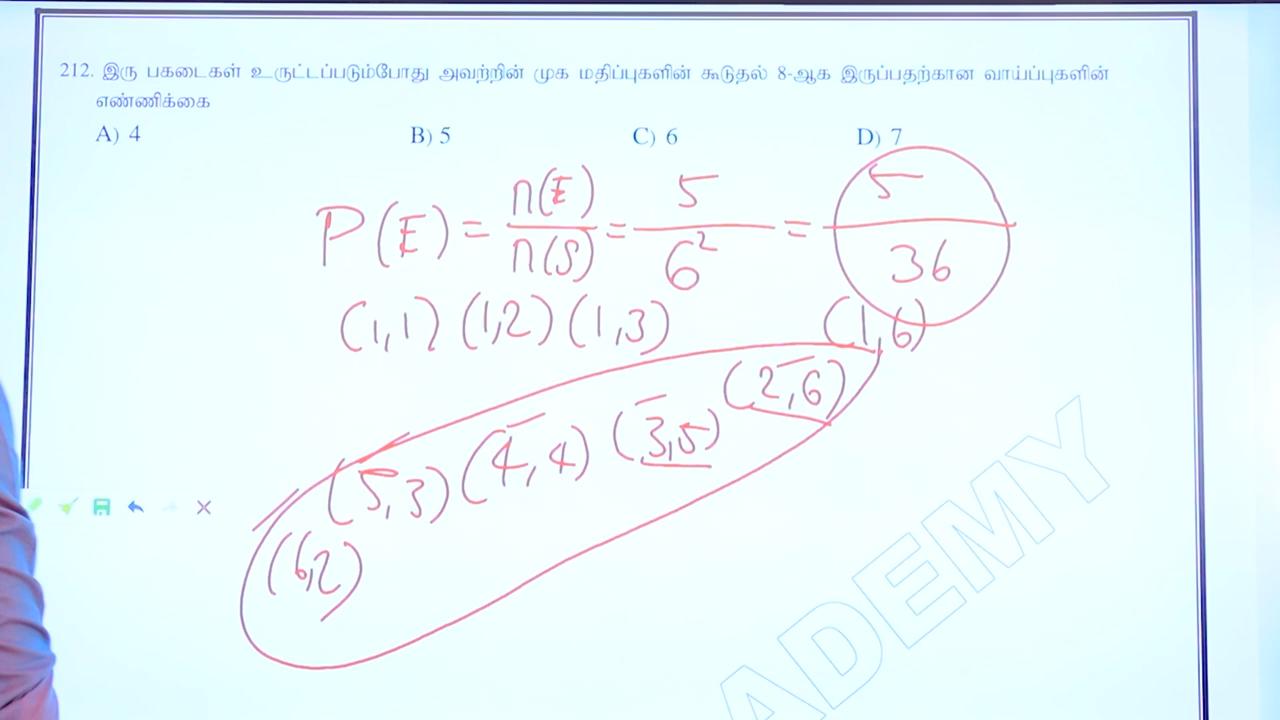 212. இரு பகடைகள் உருட்டப்படும்போது அவற்றின் முக மதிப்புகளின் கூடுதல் 8-ஆக இருப்பதற்கான வாய்ப்புகளின்
எண்ணிக்கை
A) 4 B) 5 C) 6 D) 7
P(E) = n(E)/n(S) = 5/6² = 5/36
(1,1) (1,2) (1,3) (1,6)
(5,3) (4,4) (3,5) (2,6)
(6,2)
ADEMY